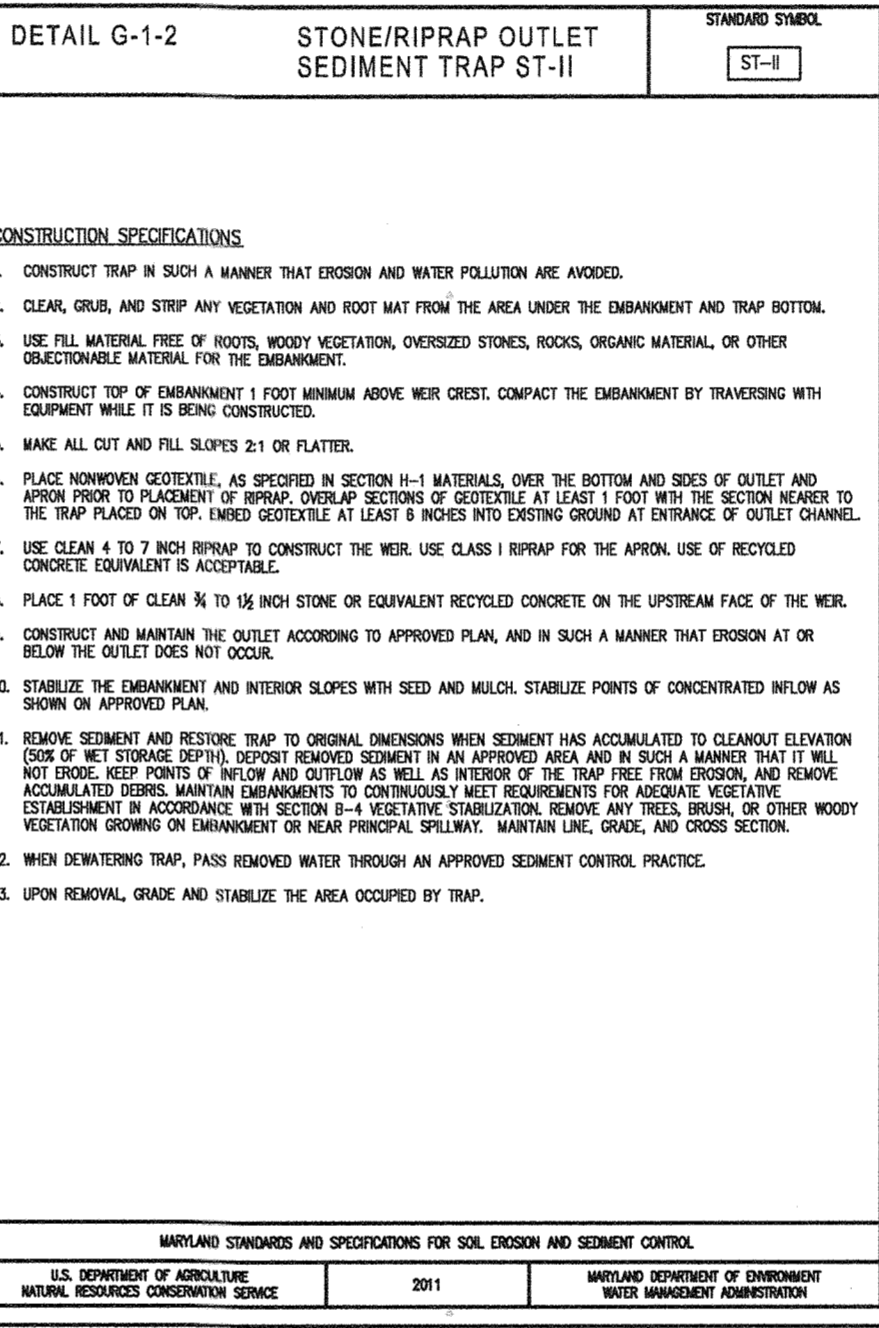 DETAIL G-1-2
STONE/RIPRAP OUTLET
SEDIMENT TRAP ST-II
STANDARD SYMBOL
ST-II
CONSTRUCTION SPECIFICATIONS
. CONSTRUCT TRAP IN SUCH A MANNER THAT EROSION AND WATER POLLUTION ARE AVOIDED.
. CLEAR, GRUB, AND STRIP ANY VEGETATION AND ROOT MAT FROM THE AREA UNDER THE EMBANKMENT AND TRAP BOTTOM.
. USE FILL MATERIAL FREE OF ROOTS, WOODY VEGETATION, OVERSIZED STONES, ROCKS, ORGANIC MATERIAL, OR OTHER
OBJECTIONABLE MATERIAL FOR THE EMBANKMENT.
. CONSTRUCT TOP OF EMBANKMENT 1 FOOT MINIMUM ABOVE WEIR CREST. COMPACT THE EMBANKMENT BY TRAVERSING WITH
EQUIPMENT WHILE IT IS BEING CONSTRUCTED.
. MAKE ALL CUT AND FILL SLOPES 2:1 OR FLATTER.
. PLACE NONWOVEN GEOTEXTILE, AS SPECIFIED IN SECTION H-1 MATERIALS, OVER THE BOTTOM AND SIDES OF OUTLET AND
APRON PRIOR TO PLACEMENT OF RIPRAP. OVERLAP SECTIONS OF GEOTEXTILE AT LEAST 1 FOOT WITH THE SECTION NEARER TO
THE TRAP PLACED ON TOP. EMBED GEOTEXTILE AT LEAST 6 INCHES INTO EXISTING GROUND AT ENTRANCE OF OUTLET CHANNEL.
. USE CLEAN 4 TO 7 INCH RIPRAP TO CONSTRUCT THE WEIR. USE CLASS I RIPRAP FOR THE APRON. USE OF RECYCLED
CONCRETE EQUIVALENT IS ACCEPTABLE.
. PLACE 1 FOOT OF CLEAN ¾ TO 1½ INCH STONE OR EQUIVALENT RECYCLED CONCRETE ON THE UPSTREAM FACE OF THE WEIR.
. CONSTRUCT AND MAINTAIN THE OUTLET ACCORDING TO APPROVED PLAN, AND IN SUCH A MANNER THAT EROSION AT OR
BELOW THE OUTLET DOES NOT OCCUR.
0. STABILIZE THE EMBANKMENT AND INTERIOR SLOPES WITH SEED AND MULCH. STABILIZE POINTS OF CONCENTRATED INFLOW AS
SHOWN ON APPROVED PLAN.
1. REMOVE SEDIMENT AND RESTORE TRAP TO ORIGINAL DIMENSIONS WHEN SEDIMENT HAS ACCUMULATED TO CLEANOUT ELEVATION
(50% OF WET STORAGE DEPTH). DEPOSIT REMOVED SEDIMENT IN AN APPROVED AREA AND IN SUCH A MANNER THAT IT WILL
NOT ERODE. KEEP POINTS OF INFLOW AND OUTFLOW AS WELL AS INTERIOR OF THE TRAP FREE FROM EROSION, AND REMOVE
ACCUMULATED DEBRIS. MAINTAIN EMBANKMENTS TO CONTINUOUSLY MEET REQUIREMENTS FOR ADEQUATE VEGETATIVE
ESTABLISHMENT IN ACCORDANCE WITH SECTION B-4 VEGETATIVE STABILIZATION. REMOVE ANY TREES, BRUSH, OR OTHER WOODY
VEGETATION GROWING ON EMBANKMENT OR NEAR PRINCIPAL SPILLWAY. MAINTAIN LINE, GRADE, AND CROSS SECTION.
2. WHEN DEWATERING TRAP, PASS REMOVED WATER THROUGH AN APPROVED SEDIMENT CONTROL PRACTICE.
3. UPON REMOVAL, GRADE AND STABILIZE THE AREA OCCUPIED BY TRAP.
MARYLAND STANDARDS AND SPECIFICATIONS FOR SOIL EROSION AND SEDIMENT CONTROL
U.S. DEPARTMENT OF AGRICULTURE
NATURAL RESOURCES CONSERVATION SERVICE
2011
MARYLAND DEPARTMENT OF ENVIRONMENT
WATER MANAGEMENT ADMINISTRATION